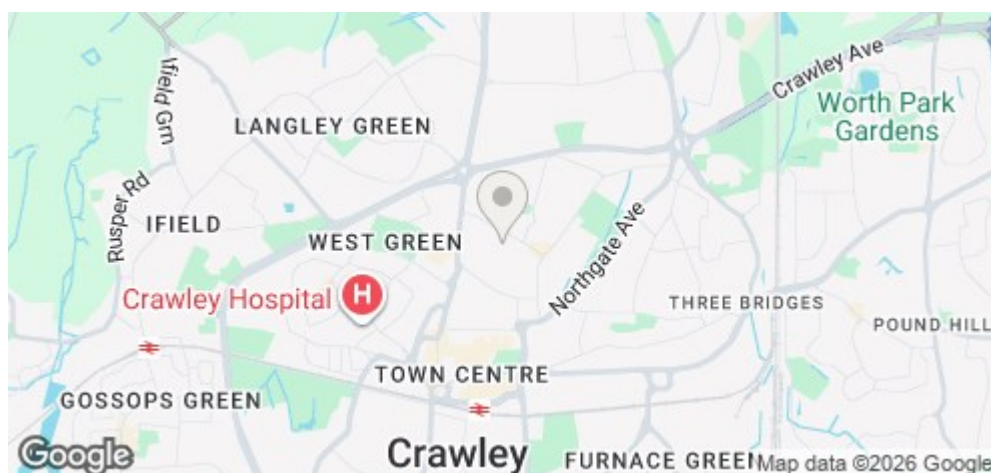 Crawley Ave
Ifield Grn
Worth Park
Gardens
LANGLEY GREEN
Rusper Rd
IFIELD
WEST GREEN
Northgate Ave
Crawley Hospital
H
THREE BRIDGES
POUND HILL
TOWN CENTRE
GOSSOPS GREEN
Crawley
FURNACE GREEN
Google
Map data ©2026 Google